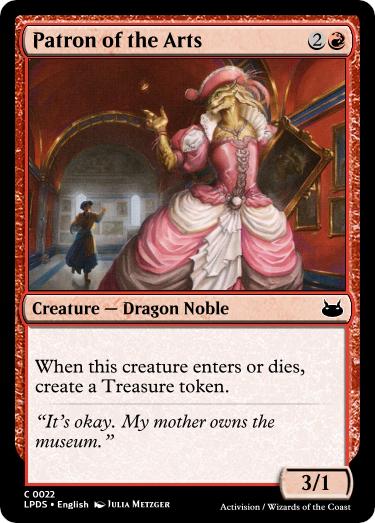 Patron of the Arts 2
Creature — Dragon Noble
When this creature enters or dies,
create a Treasure token.
“It's okay. My mother owns the
museum.”
3/1
C 0022
LPDS • English Julia Metzger
Activision / Wizards of the Coast